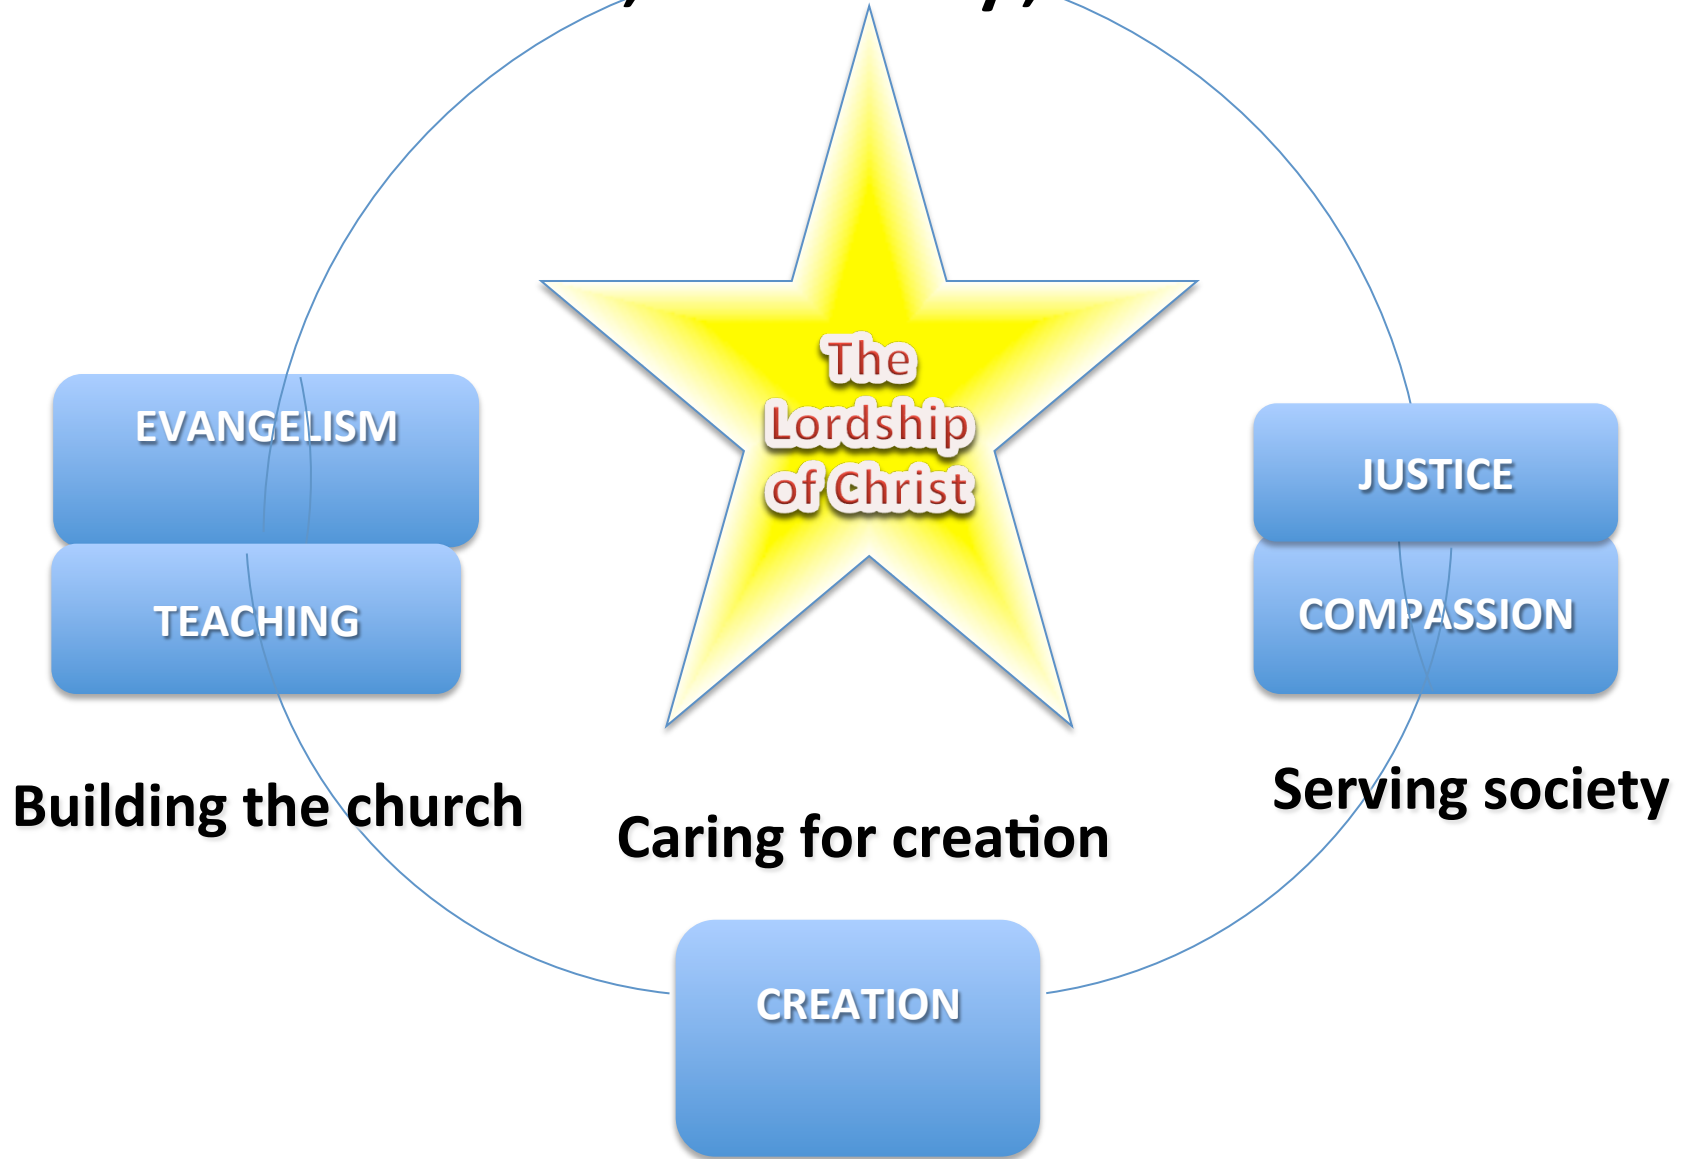 The
Lordship
of Christ
EVANGELISM
TEACHING
JUSTICE
COMPASSION
Building the church
Caring for creation
Serving society
CREATION